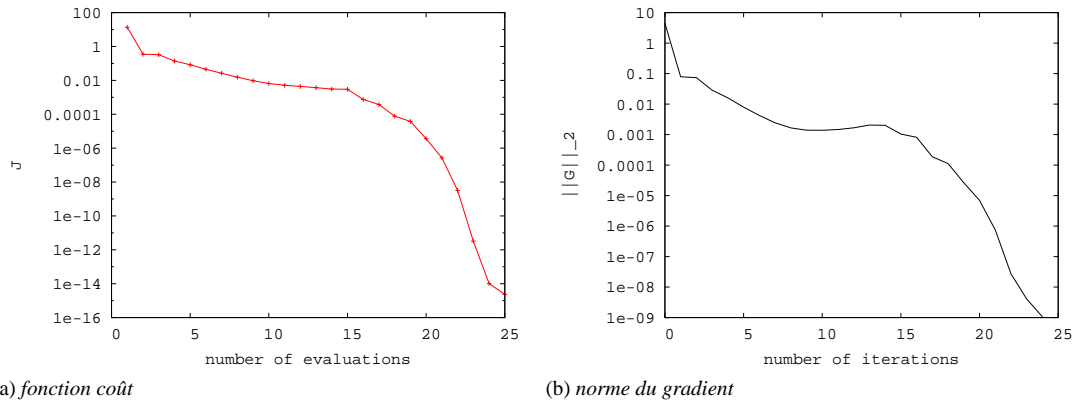 100
1
0.01
0.0001
1e-06
1e-08
1e-10
1e-12
1e-14
1e-16
J
0 5 10 15 20 25
number of evaluations
a) fonction coût
10
1
0.1
0.01
0.001
0.0001
1e-05
1e-06
1e-07
1e-08
1e-09
||G||_2
0 5 10 15 20 25
number of iterations
(b) norme du gradient